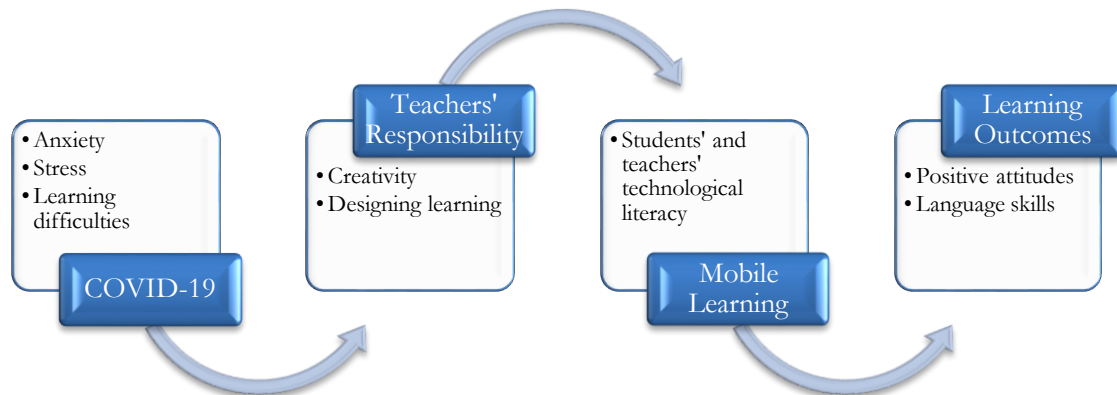 • Anxiety
• Stress
• Learning
difficulties
COVID-19
Teachers'
Responsibility
• Creativity
• Designing learning
• Students' and
teachers'
technological
literacy
Mobile
Learning
Learning
Outcomes
• Positive attitudes
• Language skills